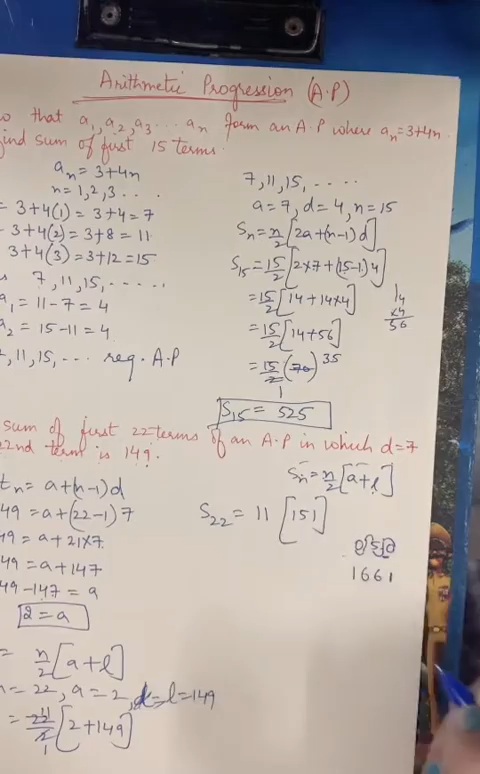 Arithmetic Progression (A.P)
that a₁, a₂, a₃ ... aₙ form an A.P where aₙ=3+4n
find sum of first 15 terms.
aₙ = 3+4n
n = 1,2,3 ...
= 3+4(1) = 3+4 = 7
3+4(2) = 3+8 = 11
3+4(3) = 3+12 = 15
7, 11, 15, ......
= 11-7 = 4
= 15-11 = 4
, 11, 15, ... req. A.P
7, 11, 15, .....
a=7, d=4, n=15
Sₙ = n/2 [2a+(n-1)d]
S₁₅ = 15/2 [2×7+(15-1)4]
= 15/2 [14+14×4]
= 15/2 [14+56]
= 15/2 (70) 35
1
S₁₅ = 525
14
×4
56
sum of first 22 terms of an A.P in which d=7
22nd term is 149.
tₙ = a+(n-1)d
49 = a+(22-1)7
49 = a+21×7
49 = a+147
49-147 = a
2 = a
= n/2 [a+l]
= 22, a=2, l=149
= 22/2 [2+149]
11
1
Sₙ = n/2 [a+l]
S₂₂ = 11 [151]
1661